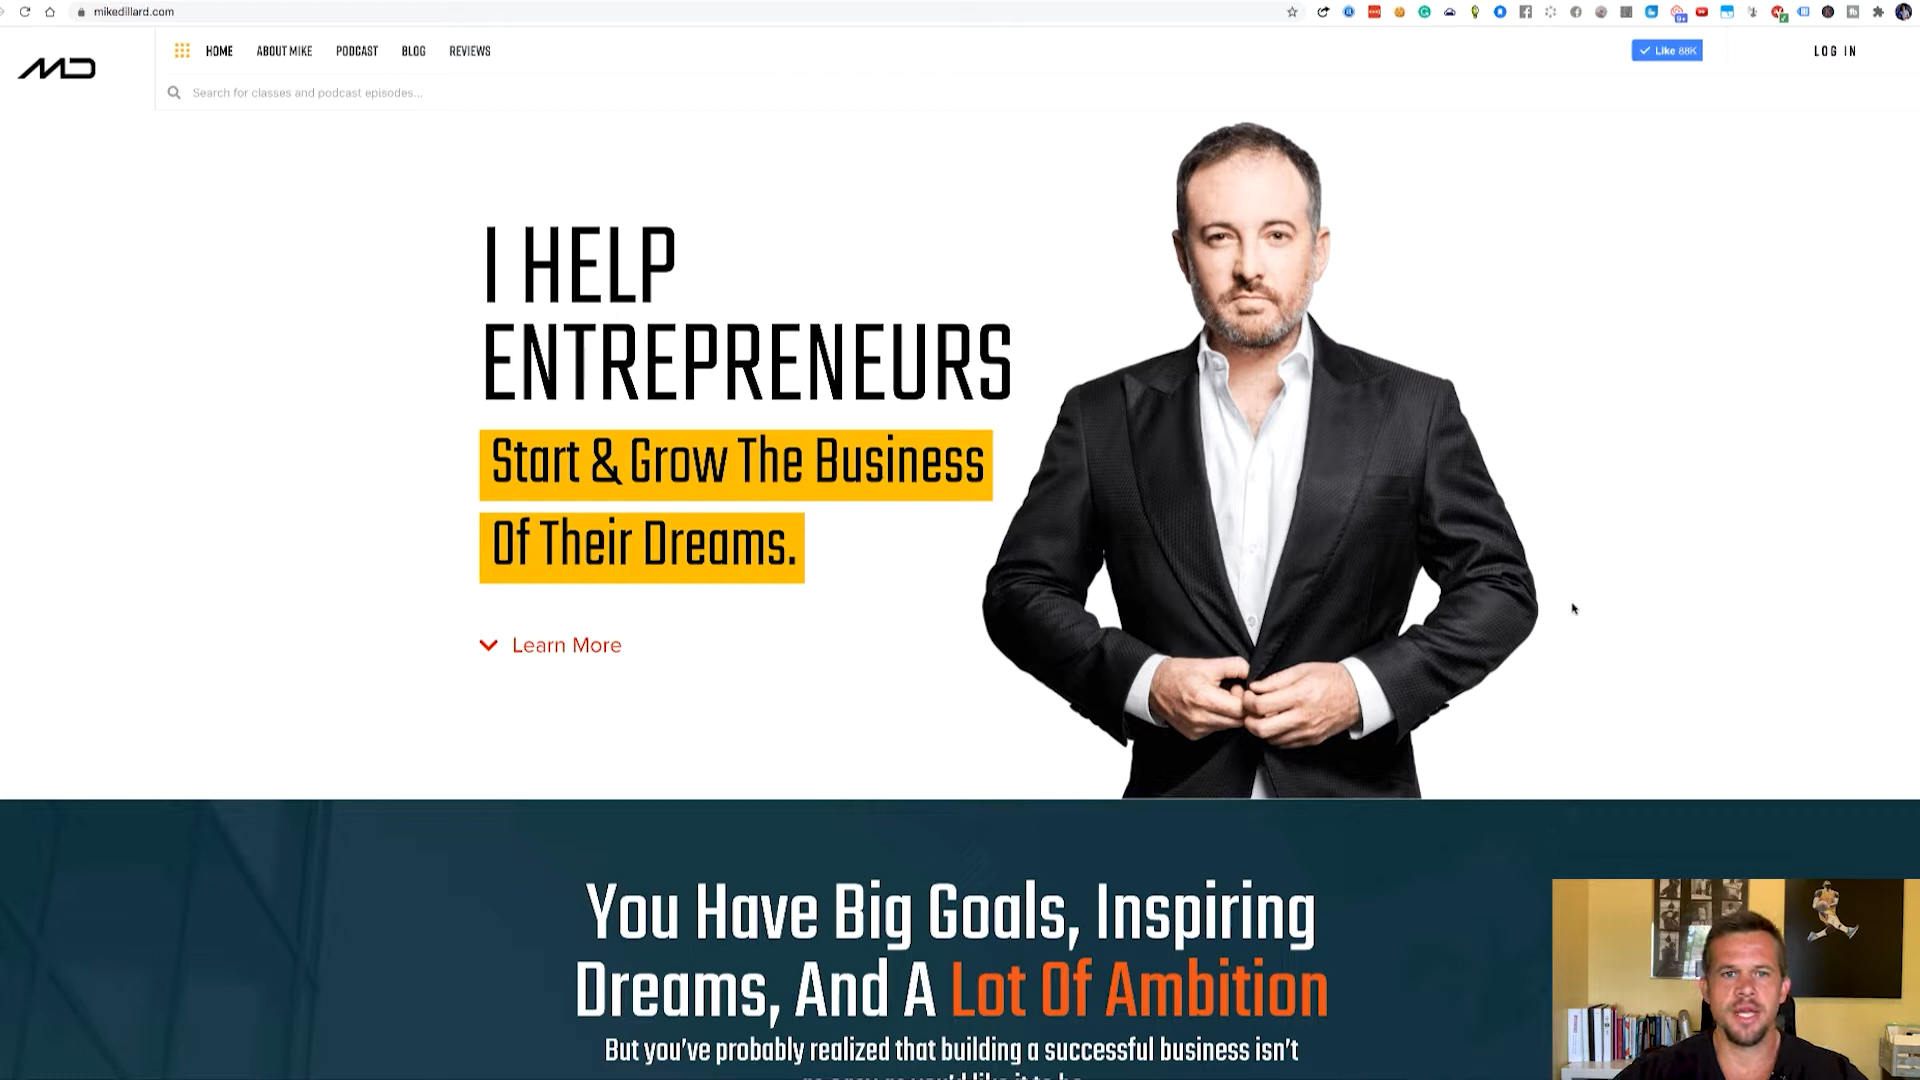 mikedillard.com
MD
HOME ABOUT MIKE PODCAST BLOG REVIEWS
Like 88K
LOG IN
Search for classes and podcast episodes...
I HELP
ENTREPRENEURS
Start & Grow The Business
Of Their Dreams.
Learn More
You Have Big Goals, Inspiring
Dreams, And A Lot Of Ambition
But you've probably realized that building a successful business isn't